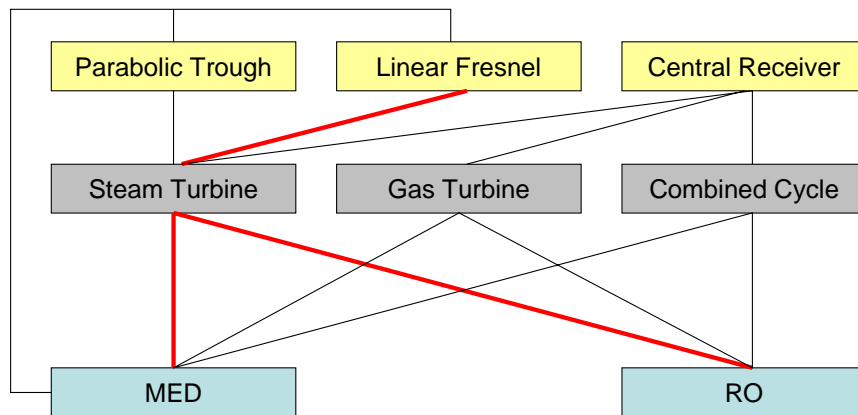 Parabolic Trough
Linear Fresnel
Central Receiver
Steam Turbine
Gas Turbine
Combined Cycle
MED
RO